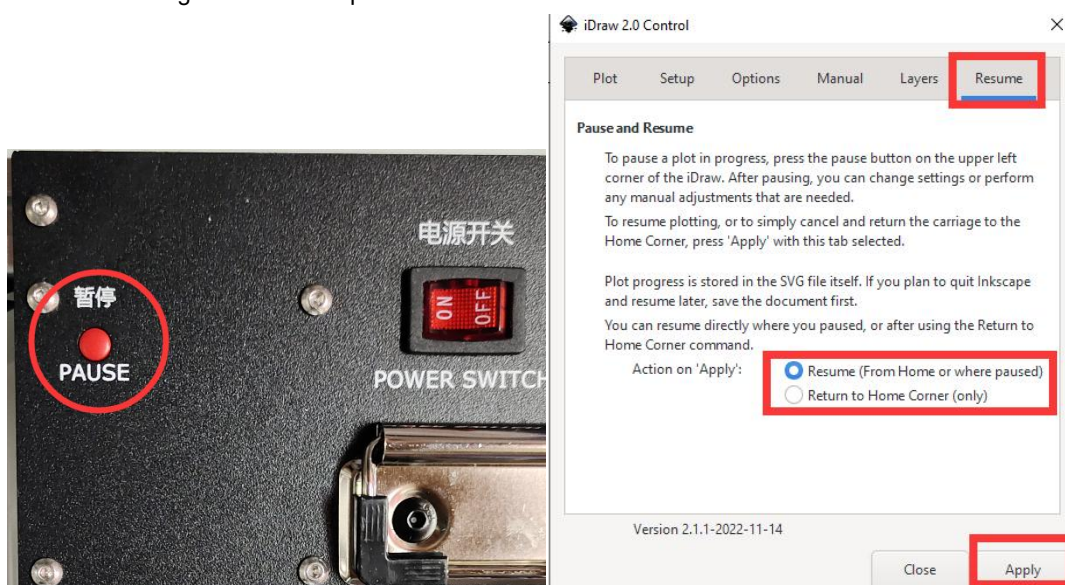 iDraw 2.0 Control
Plot Setup Options Manual Layers Resume
Pause and Resume
To pause a plot in progress, press the pause button on the upper left
corner of the iDraw. After pausing, you can change settings or perform
any manual adjustments that are needed.
To resume plotting, or to simply cancel and return the carriage to the
Home Corner, press 'Apply' with this tab selected.
Plot progress is stored in the SVG file itself. If you plan to quit Inkscape
and resume later, save the document first.
You can resume directly where you paused, or after using the Return to
Home Corner command.
Action on 'Apply': Resume (From Home or where paused)
Return to Home Corner (only)
Version 2.1.1-2022-11-14
Close Apply
电源开关
ON OFF
POWER SWITCH
暂停
PAUSE